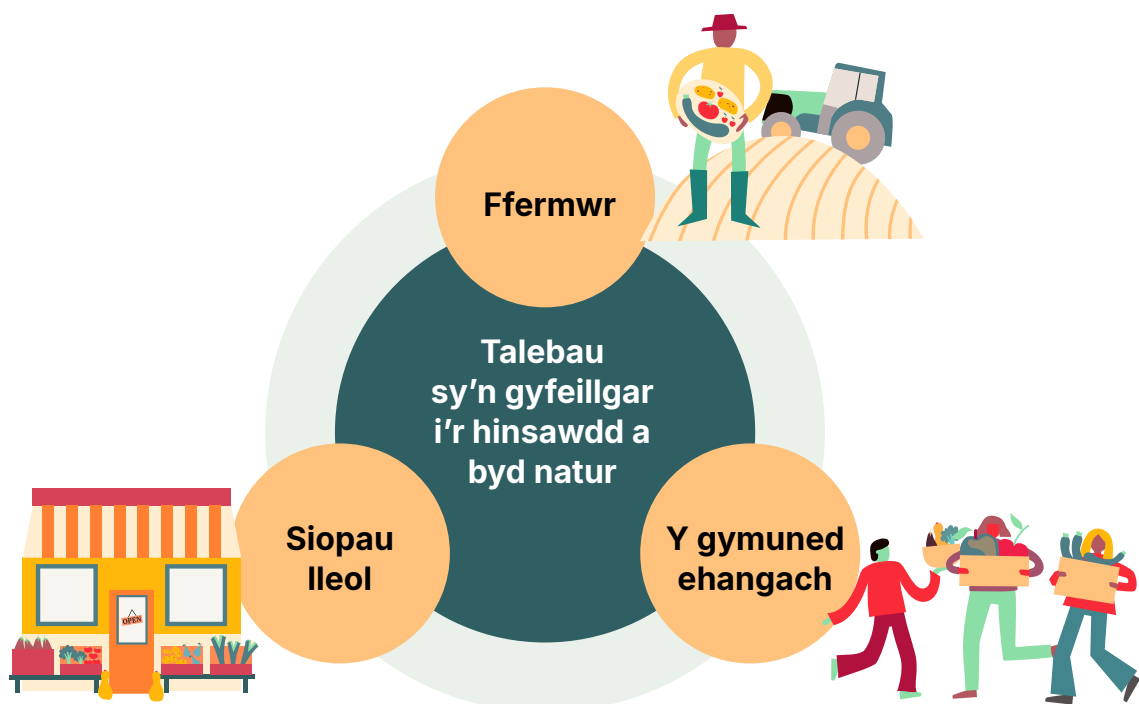 Ffermwr
Talebau
sy’n gyfeillgar
i’r hinsawdd a
byd natur
Siopau
lleol
Y gymuned
ehangach
OPEN